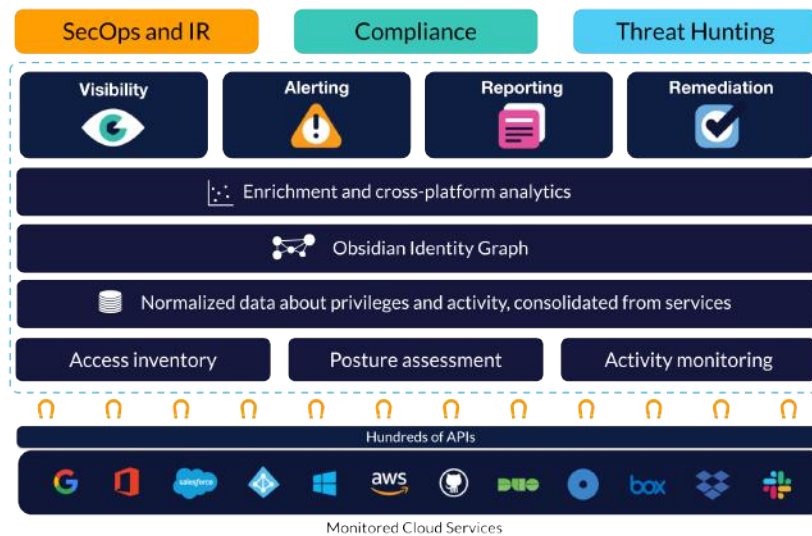 SecOps and IR
Compliance
Threat Hunting
Visibility
Alerting
Reporting
Remediation
Enrichment and cross-platform analytics
Obsidian Identity Graph
Normalized data about privileges and activity, consolidated from services
Access inventory
Posture assessment
Activity monitoring
Hundreds of APIs
salesforce
aws
DUO
box
Monitored Cloud Services